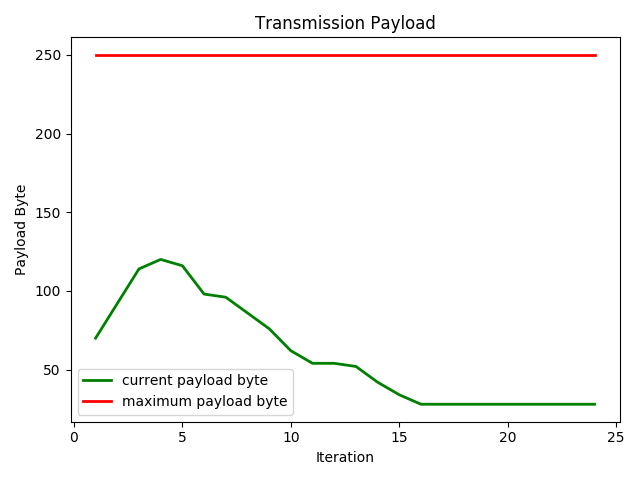 Transmission Payload
250
200
150
100
50
Payload Byte
current payload byte
maximum payload byte
0
5
10
15
20
25
Iteration